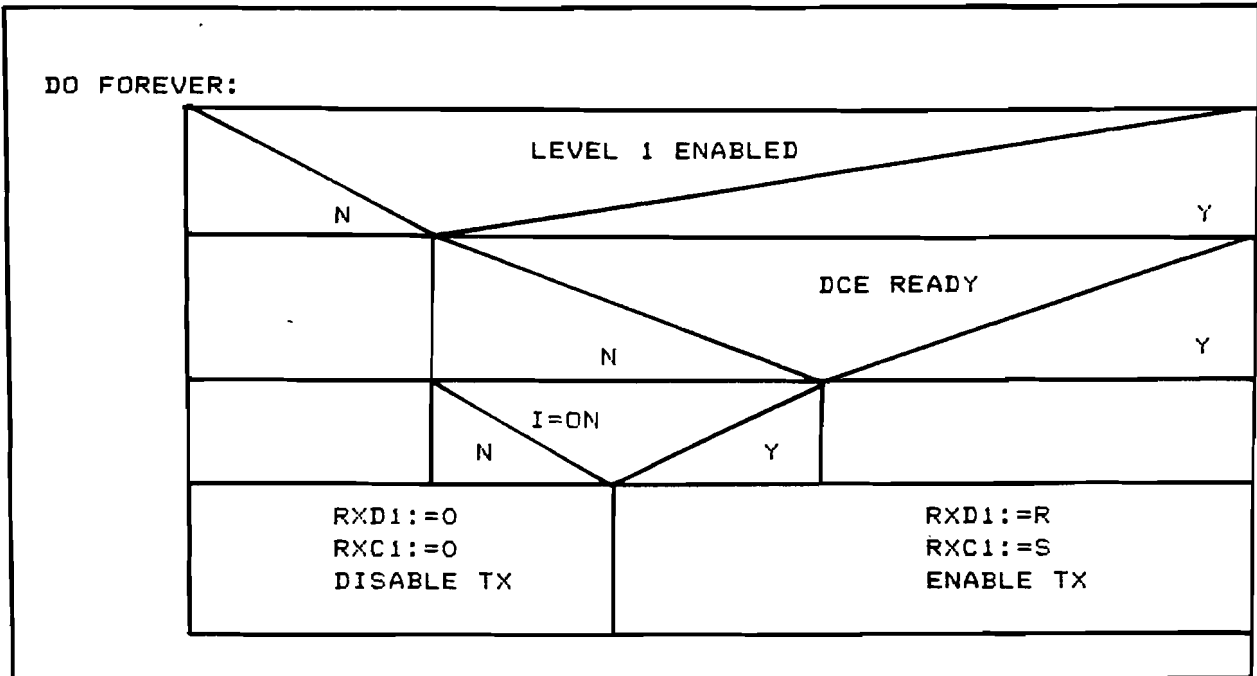 DO FOREVER:
LEVEL 1 ENABLED
N
Y
DCE READY
N
Y
I=ON
N
Y
RXD1:=0
RXC1:=0
DISABLE TX
RXD1:=R
RXC1:=S
ENABLE TX